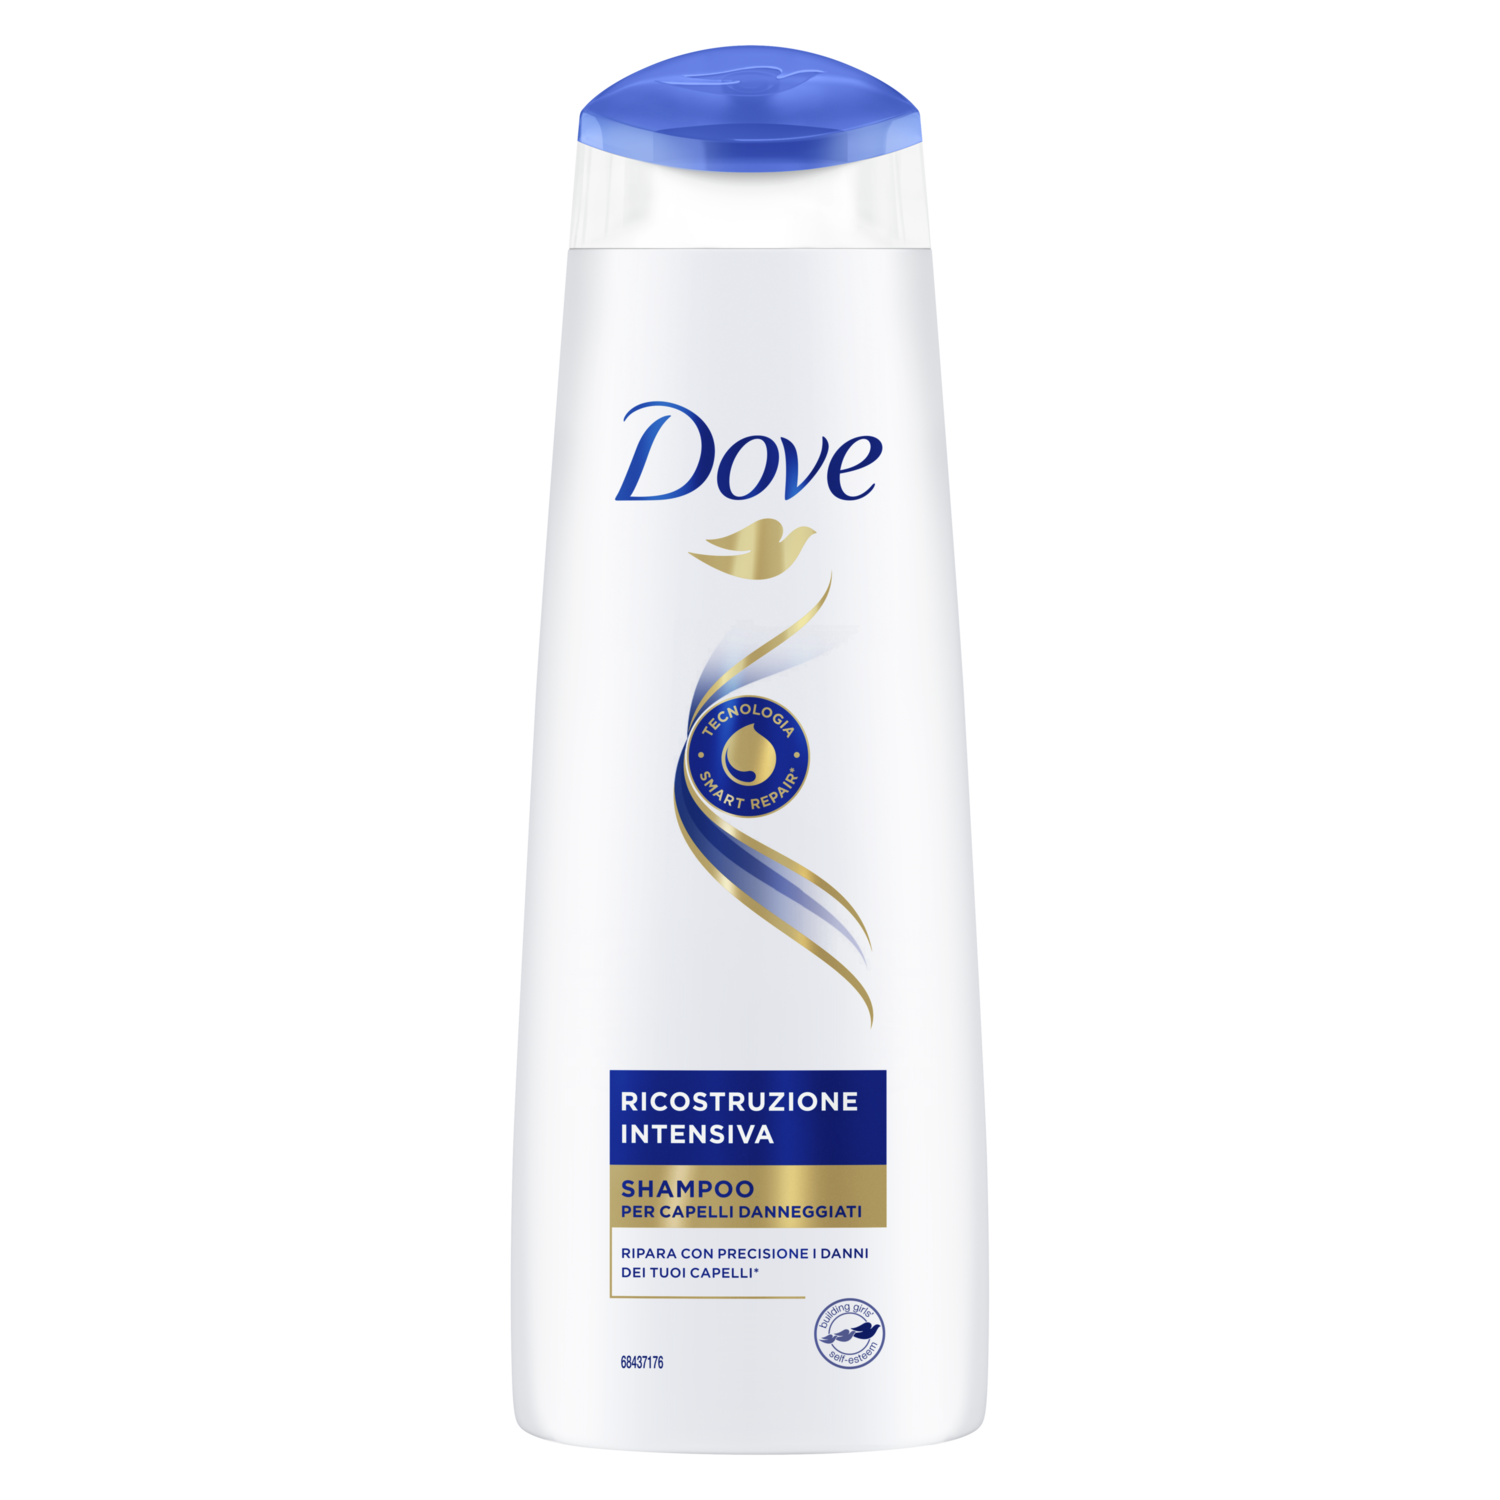 Dove
TECNOLOGIA
SMART REPAIR*
RICOSTRUZIONE
INTENSIVA
SHAMPOO
PER CAPELLI DANNEGGIATI
RIPARA CON PRECISIONE I DANNI
DEI TUOI CAPELLI*
building girls'
self-esteem
68437176